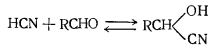 HCN + RCHO ⇌ RCH
OH
CN